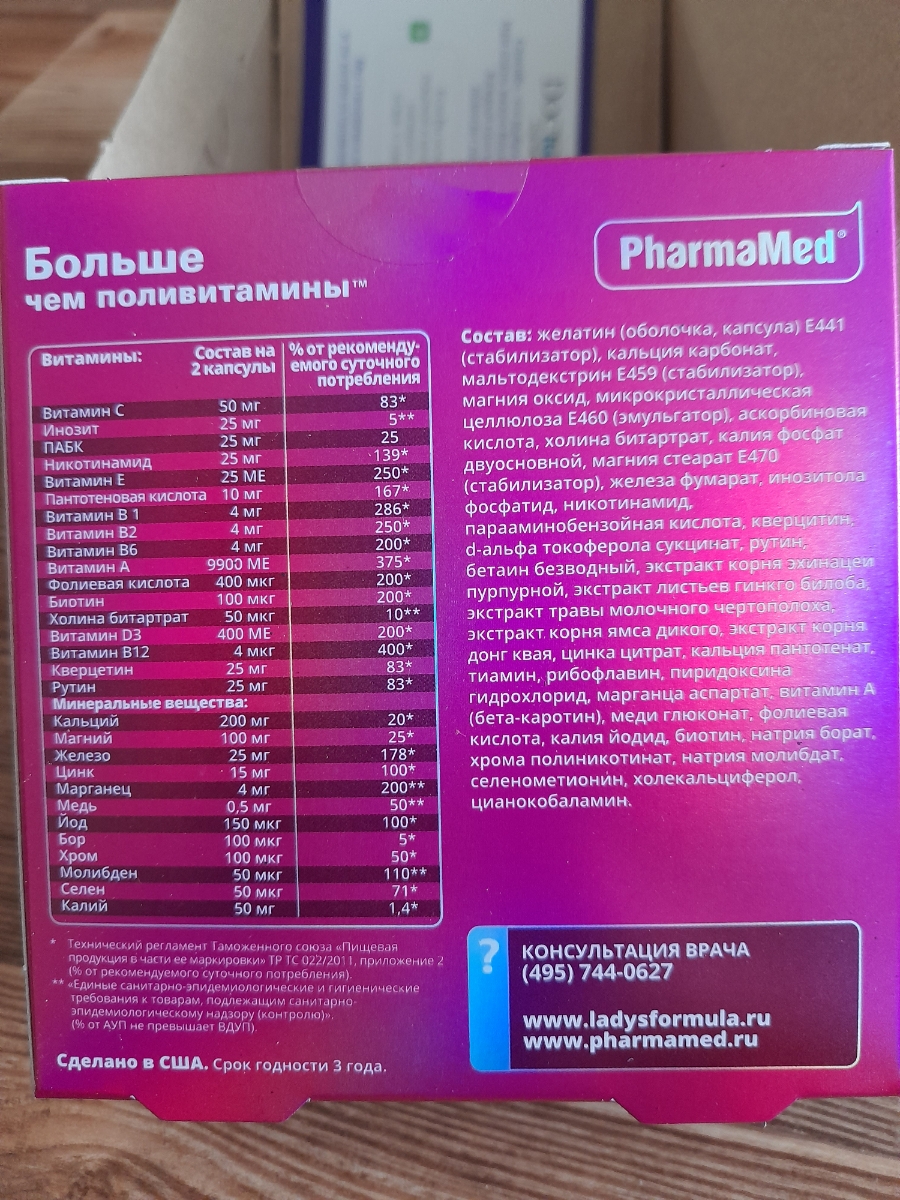 Больше
чем поливитамины™
PharmaMed®
Витамины: Состав на 2 капсулы % от рекомендуемого суточного потребления
Витамин С 50 мг 83*
Инозит 25 мг 5**
ПАБК 25 мг 25
Никотинамид 25 мг 139*
Витамин Е 25 МЕ 250*
Пантотеновая кислота 10 мг 167*
Витамин В 1 4 мг 286*
Витамин В2 4 мг 250*
Витамин В6 4 мг 200*
Витамин А 9900 МЕ 375*
Фолиевая кислота 400 мкг 200*
Биотин 100 мкг 200*
Холина битартрат 50 мкг 10**
Витамин D3 400 МЕ 200*
Витамин В12 4 мкг 400*
Кверцетин 25 мг 83*
Рутин 25 мг 83*
Минеральные вещества:
Кальций 200 мг 20*
Магний 100 мг 25*
Железо 25 мг 178*
Цинк 15 мг 100*
Марганец 4 мг 200**
Медь 0,5 мг 50**
Йод 150 мкг 100*
Бор 100 мкг 5*
Хром 100 мкг 50*
Молибден 50 мкг 110**
Селен 50 мкг 71*
Калий 50 мг 1,4*
* Технический регламент Таможенного союза «Пищевая
продукция в части ее маркировки» ТР ТС 022/2011, приложение 2
(% от рекомендуемого суточного потребления).
** «Единые санитарно-эпидемиологические и гигиенические
требования к товарам, подлежащим санитарно-
эпидемиологическому надзору (контролю)».
(% от АУП не превышает ВДУП).
Сделано в США. Срок годности 3 года.
Состав: желатин (оболочка, капсула) Е441
(стабилизатор), кальция карбонат,
мальтодекстрин Е459 (стабилизатор),
магния оксид, микрокристаллическая
целлюлоза Е460 (эмульгатор), аскорбиновая
кислота, холина битартрат, калия фосфат
двуосновной, магния стеарат Е470
(стабилизатор), железа фумарат, инозитола
фосфатид, никотинамид,
парааминобензойная кислота, кверцитин,
d-альфа токоферола сукцинат, рутин,
бетаин безводный, экстракт корня эхинацеи
пурпурной, экстракт листьев гинкго билоба,
экстракт травы молочного чертополоха,
экстракт корня ямса дикого, экстракт корня
донг квая, цинка цитрат, кальция пантотенат,
тиамин, рибофлавин, пиридоксина
гидрохлорид, марганца аспартат, витамин А
(бета-каротин), меди глюконат, фолиевая
кислота, калия йодид, биотин, натрия борат,
хрома полиникотинат, натрия молибдат,
селенометионин, холекальциферол,
цианокобаламин.
?
КОНСУЛЬТАЦИЯ ВРАЧА
(495) 744-0627
www.ladysformula.ru
www.pharmamed.ru